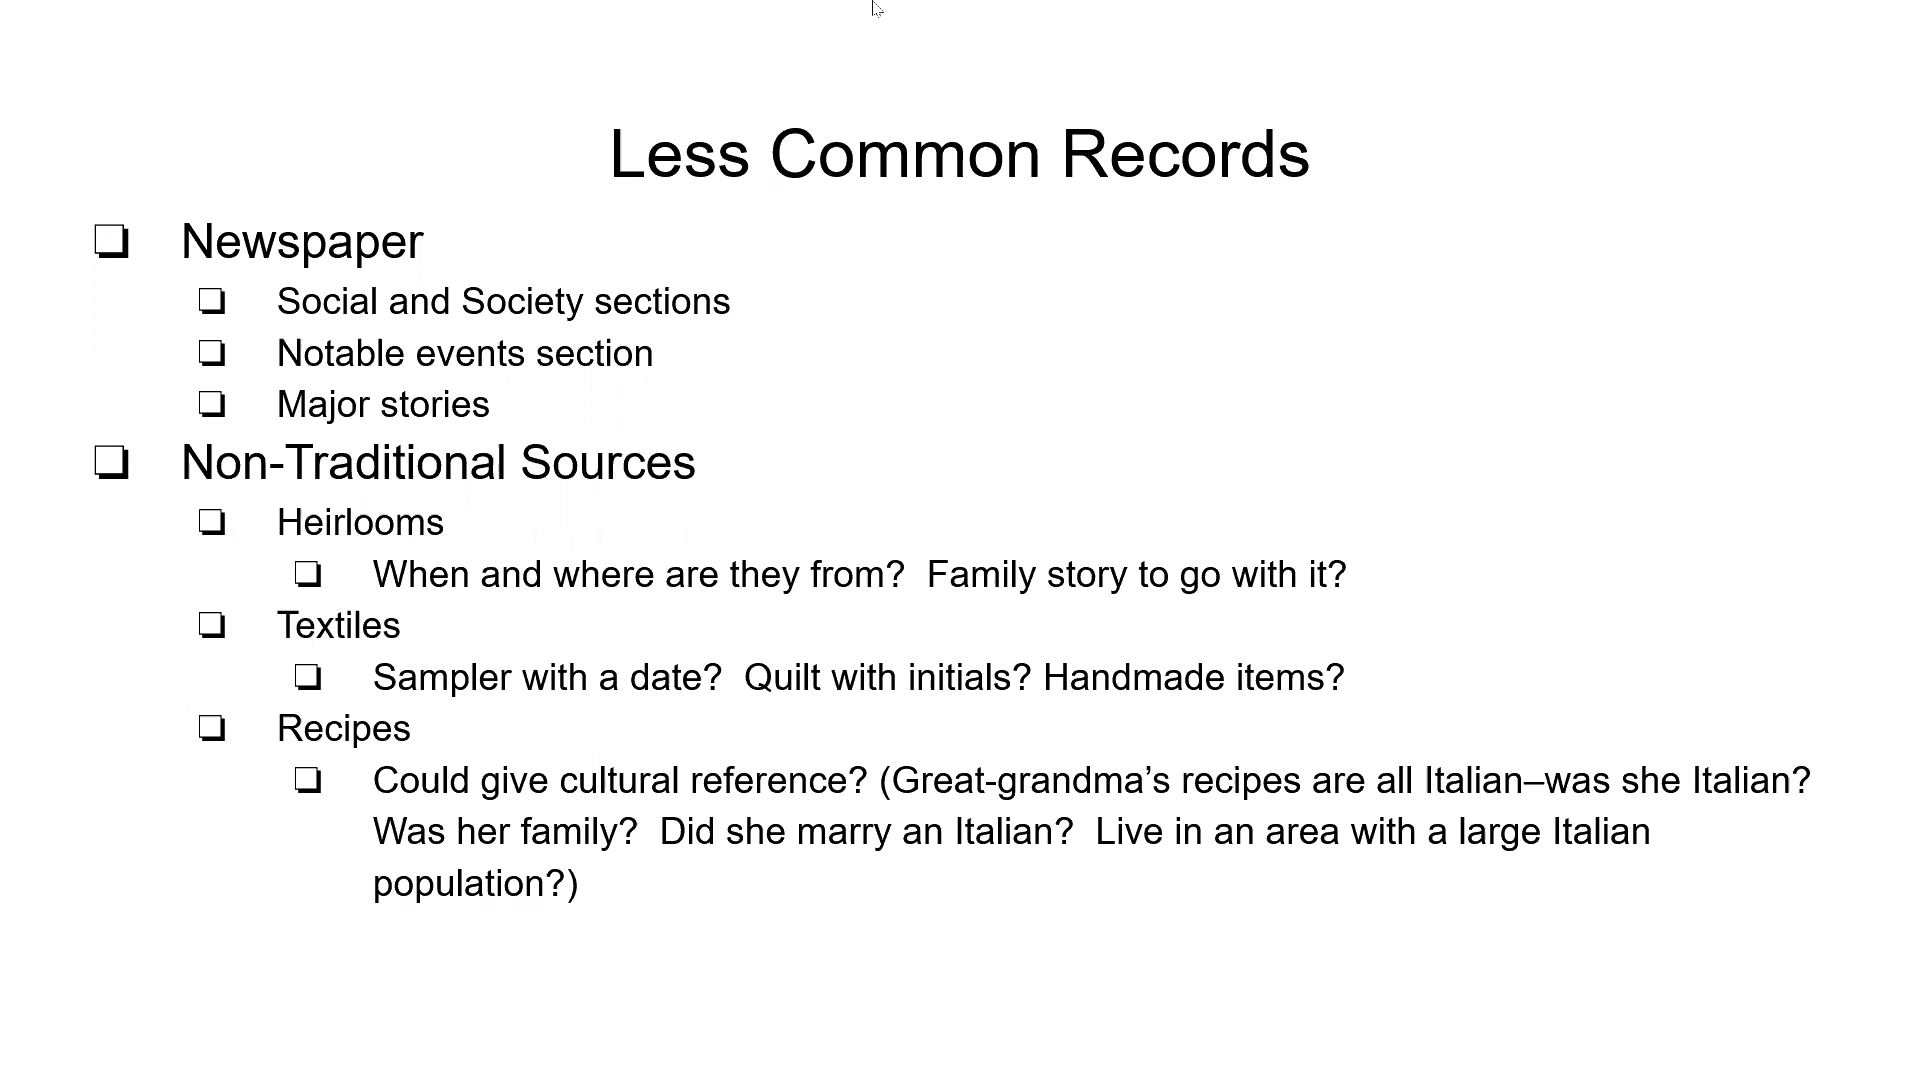 Less Common Records
❏ Newspaper
❏ Social and Society sections
❏ Notable events section
❏ Major stories
❏ Non-Traditional Sources
❏ Heirlooms
❏ When and where are they from?  Family story to go with it?
❏ Textiles
❏ Sampler with a date?  Quilt with initials? Handmade items?
❏ Recipes
❏ Could give cultural reference? (Great-grandma’s recipes are all Italian–was she Italian?
Was her family?  Did she marry an Italian?  Live in an area with a large Italian
population?)